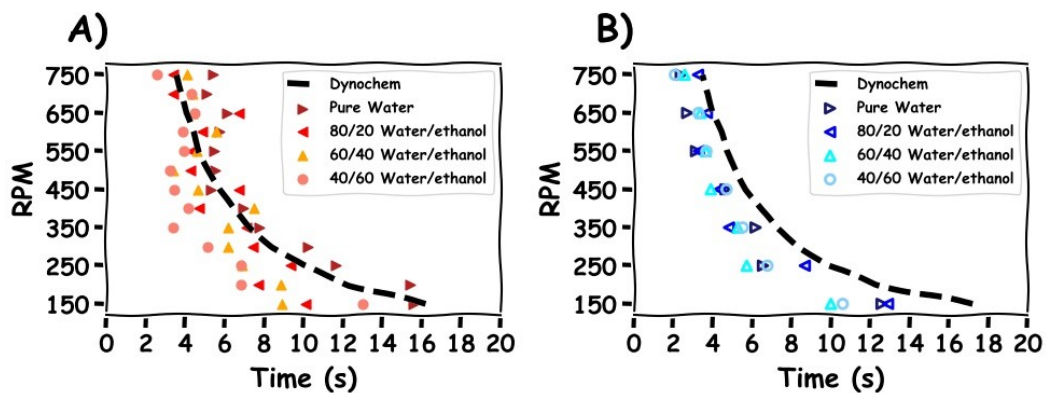 A)
RPM
750
650
550
450
350
250
150
0 2 4 6 8 10 12 14 16 18 20
Time (s)
Dynochem
Pure Water
80/20 Water/ethanol
60/40 Water/ethanol
40/60 Water/ethanol
B)
RPM
750
650
550
450
350
250
150
0 2 4 6 8 10 12 14 16 18 20
Time (s)
Dynochem
Pure Water
80/20 Water/ethanol
60/40 Water/ethanol
40/60 Water/ethanol